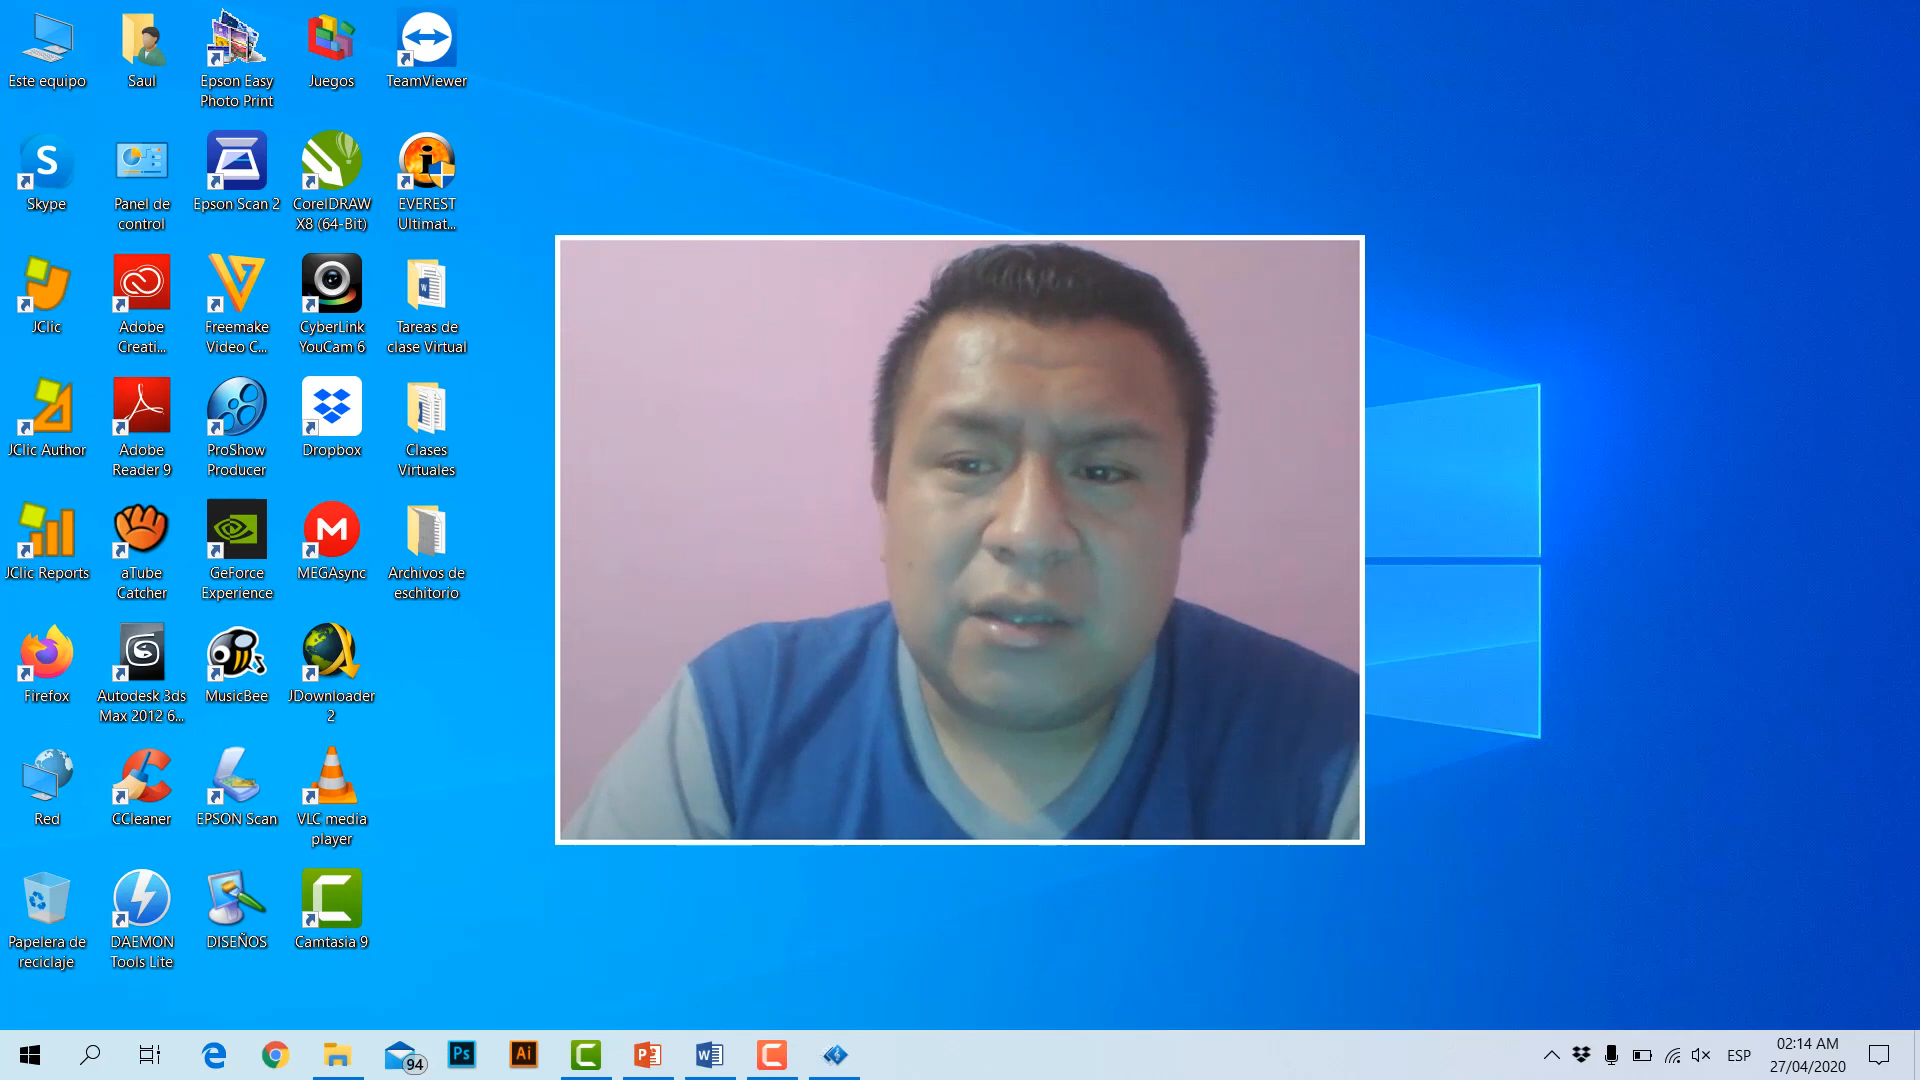 Este equipo
Saul
Epson Easy
Photo Print
Juegos
TeamViewer
S
Skype
Panel de
control
Epson Scan 2
CorelDRAW
X8 (64-Bit)
i
EVEREST
Ultimat...
JClic
Adobe
Creati...
Freemake
Video C...
CyberLink
YouCam 6
W
Tareas de
clase Virtual
JClic Author
Adobe
Reader 9
ProShow
Producer
Dropbox
Clases
Virtuales
JClic Reports
aTube
Catcher
GeForce
Experience
M
MEGAsync
Archivos de
eschitorio
Firefox
Autodesk 3ds
Max 2012 6...
MusicBee
JDownloader
2
Red
CCleaner
EPSON Scan
VLC media
player
Papelera de
reciclaje
DAEMON
Tools Lite
DISEÑOS
C
Camtasia 9
94
Ps
Ai
C
P
W
C
ESP
02:14 AM
27/04/2020